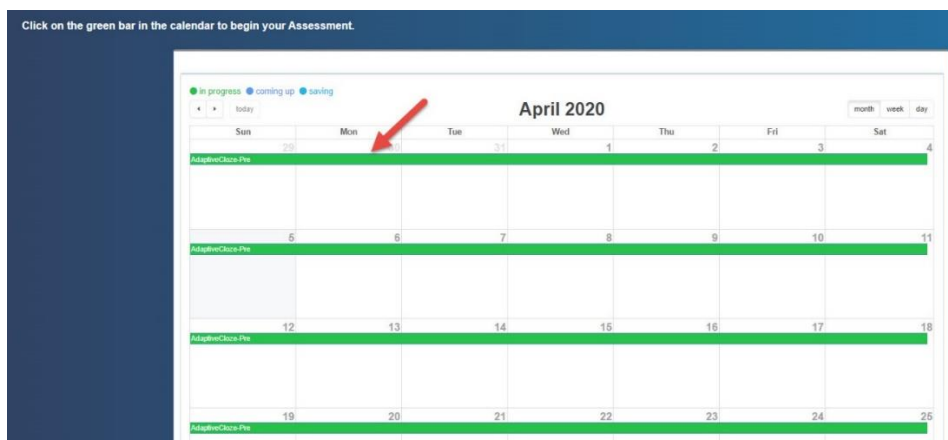 Click on the green bar in the calendar to begin your Assessment.
in progress coming up saving
today April 2020 month week day
Sun Mon Tue Wed Thu Fri Sat
29 30 31 1 2 3 4
AdaptiveCloze-Pre
5 6 7 8 9 10 11
AdaptiveCloze-Pre
12 13 14 15 16 17 18
AdaptiveCloze-Pre
19 20 21 22 23 24 25
AdaptiveCloze-Pre